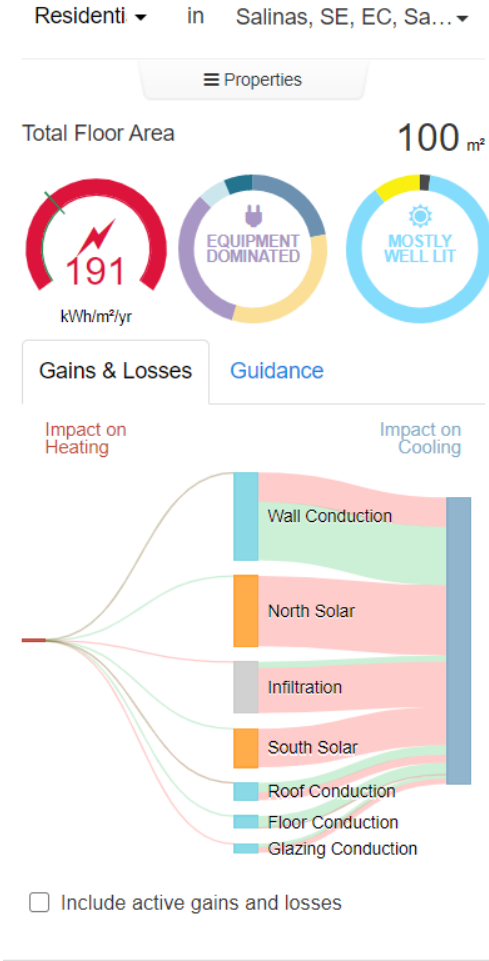 Residenti in Salinas, SE, EC, Sa...
Properties
Total Floor Area 100 m²
191
kWh/m²/yr
EQUIPMENT
DOMINATED
MOSTLY
WELL LIT
Gains & Losses Guidance
Impact on
Heating
Impact on
Cooling
Wall Conduction
North Solar
Infiltration
South Solar
Roof Conduction
Floor Conduction
Glazing Conduction
Include active gains and losses